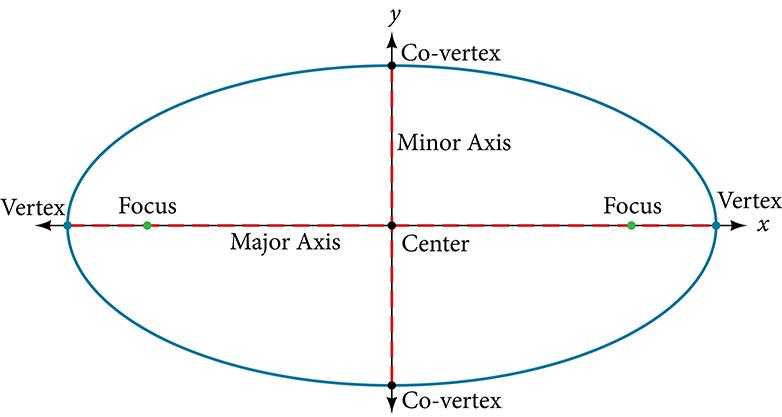 y
Co-vertex
Minor Axis
Vertex
Focus
Focus
Vertex
x
Major Axis
Center
Co-vertex